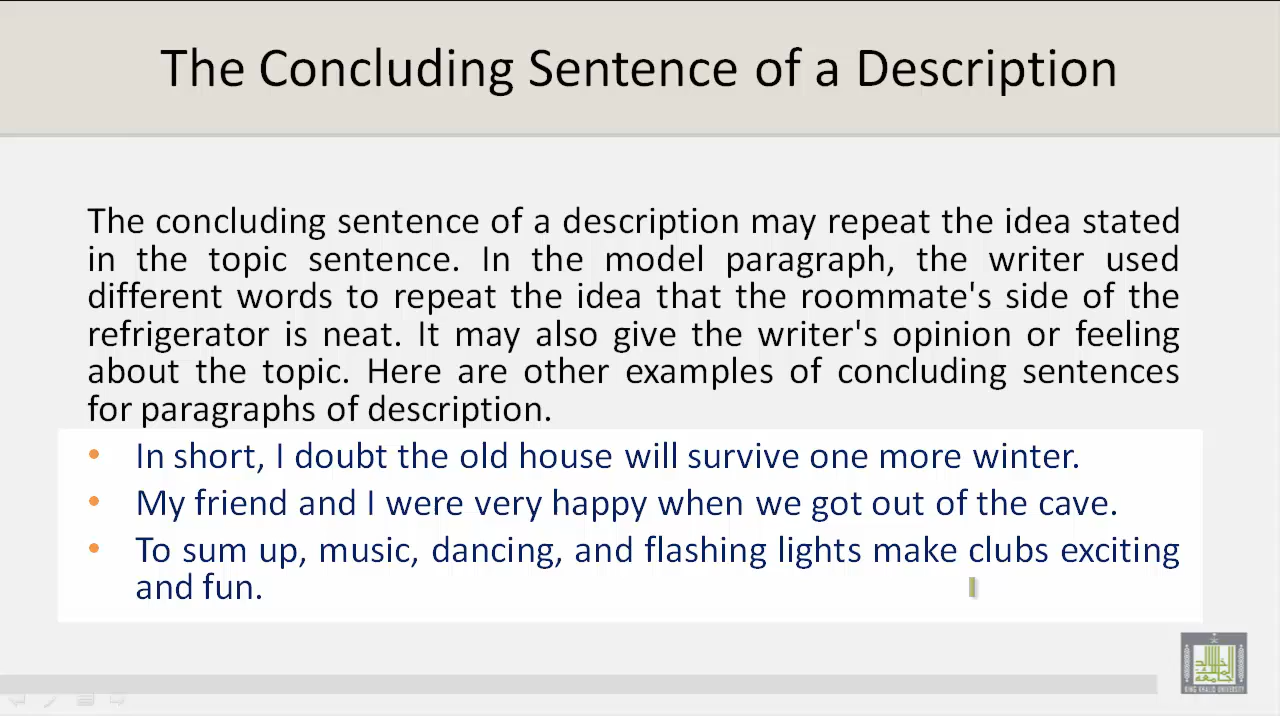 The Concluding Sentence of a Description
The concluding sentence of a description may repeat the idea stated
in the topic sentence. In the model paragraph, the writer used
different words to repeat the idea that the roommate's side of the
refrigerator is neat. It may also give the writer's opinion or feeling
about the topic. Here are other examples of concluding sentences
for paragraphs of description.
• In short, I doubt the old house will survive one more winter.
• My friend and I were very happy when we got out of the cave.
• To sum up, music, dancing, and flashing lights make clubs exciting
and fun.
KING KHALID UNIVERSITY